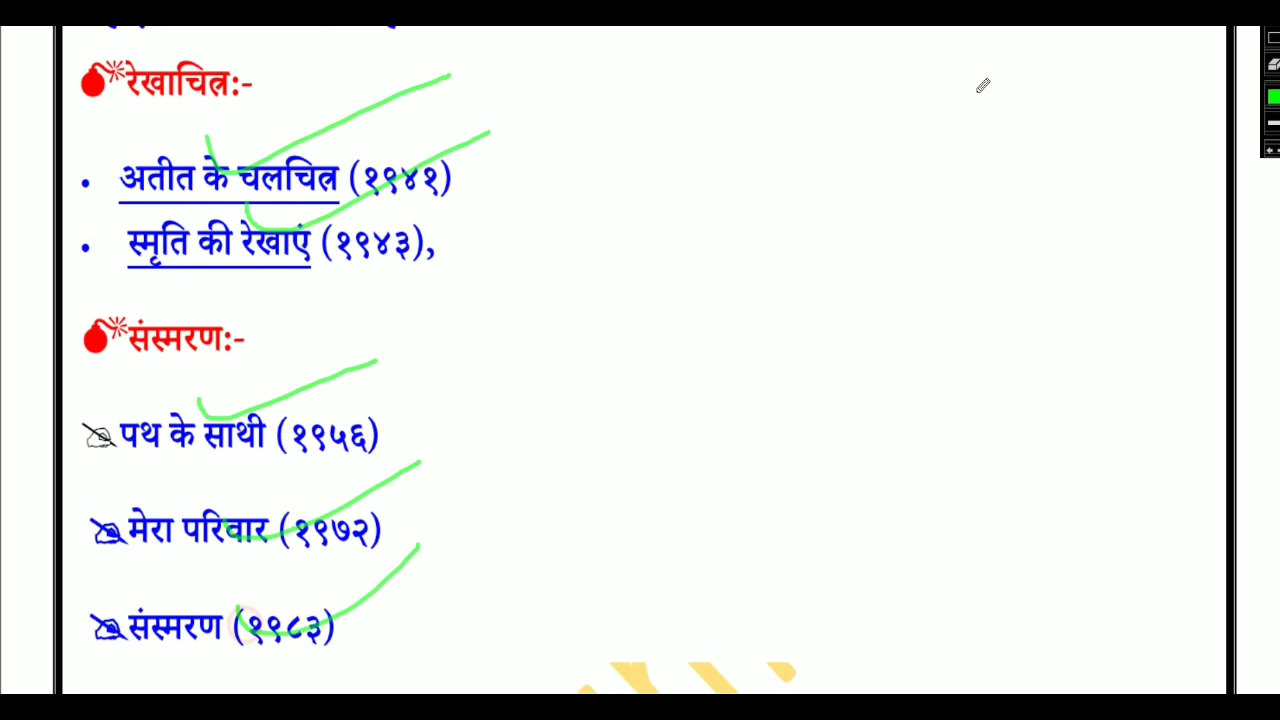 रेखाचित्र:-
• अतीत के चलचित्र (१९४१)
• स्मृति की रेखाएं (१९४३),
संस्मरण:-
पथ के साथी (१९५६)
मेरा परिवार (१९७२)
संस्मरण (१९८३)